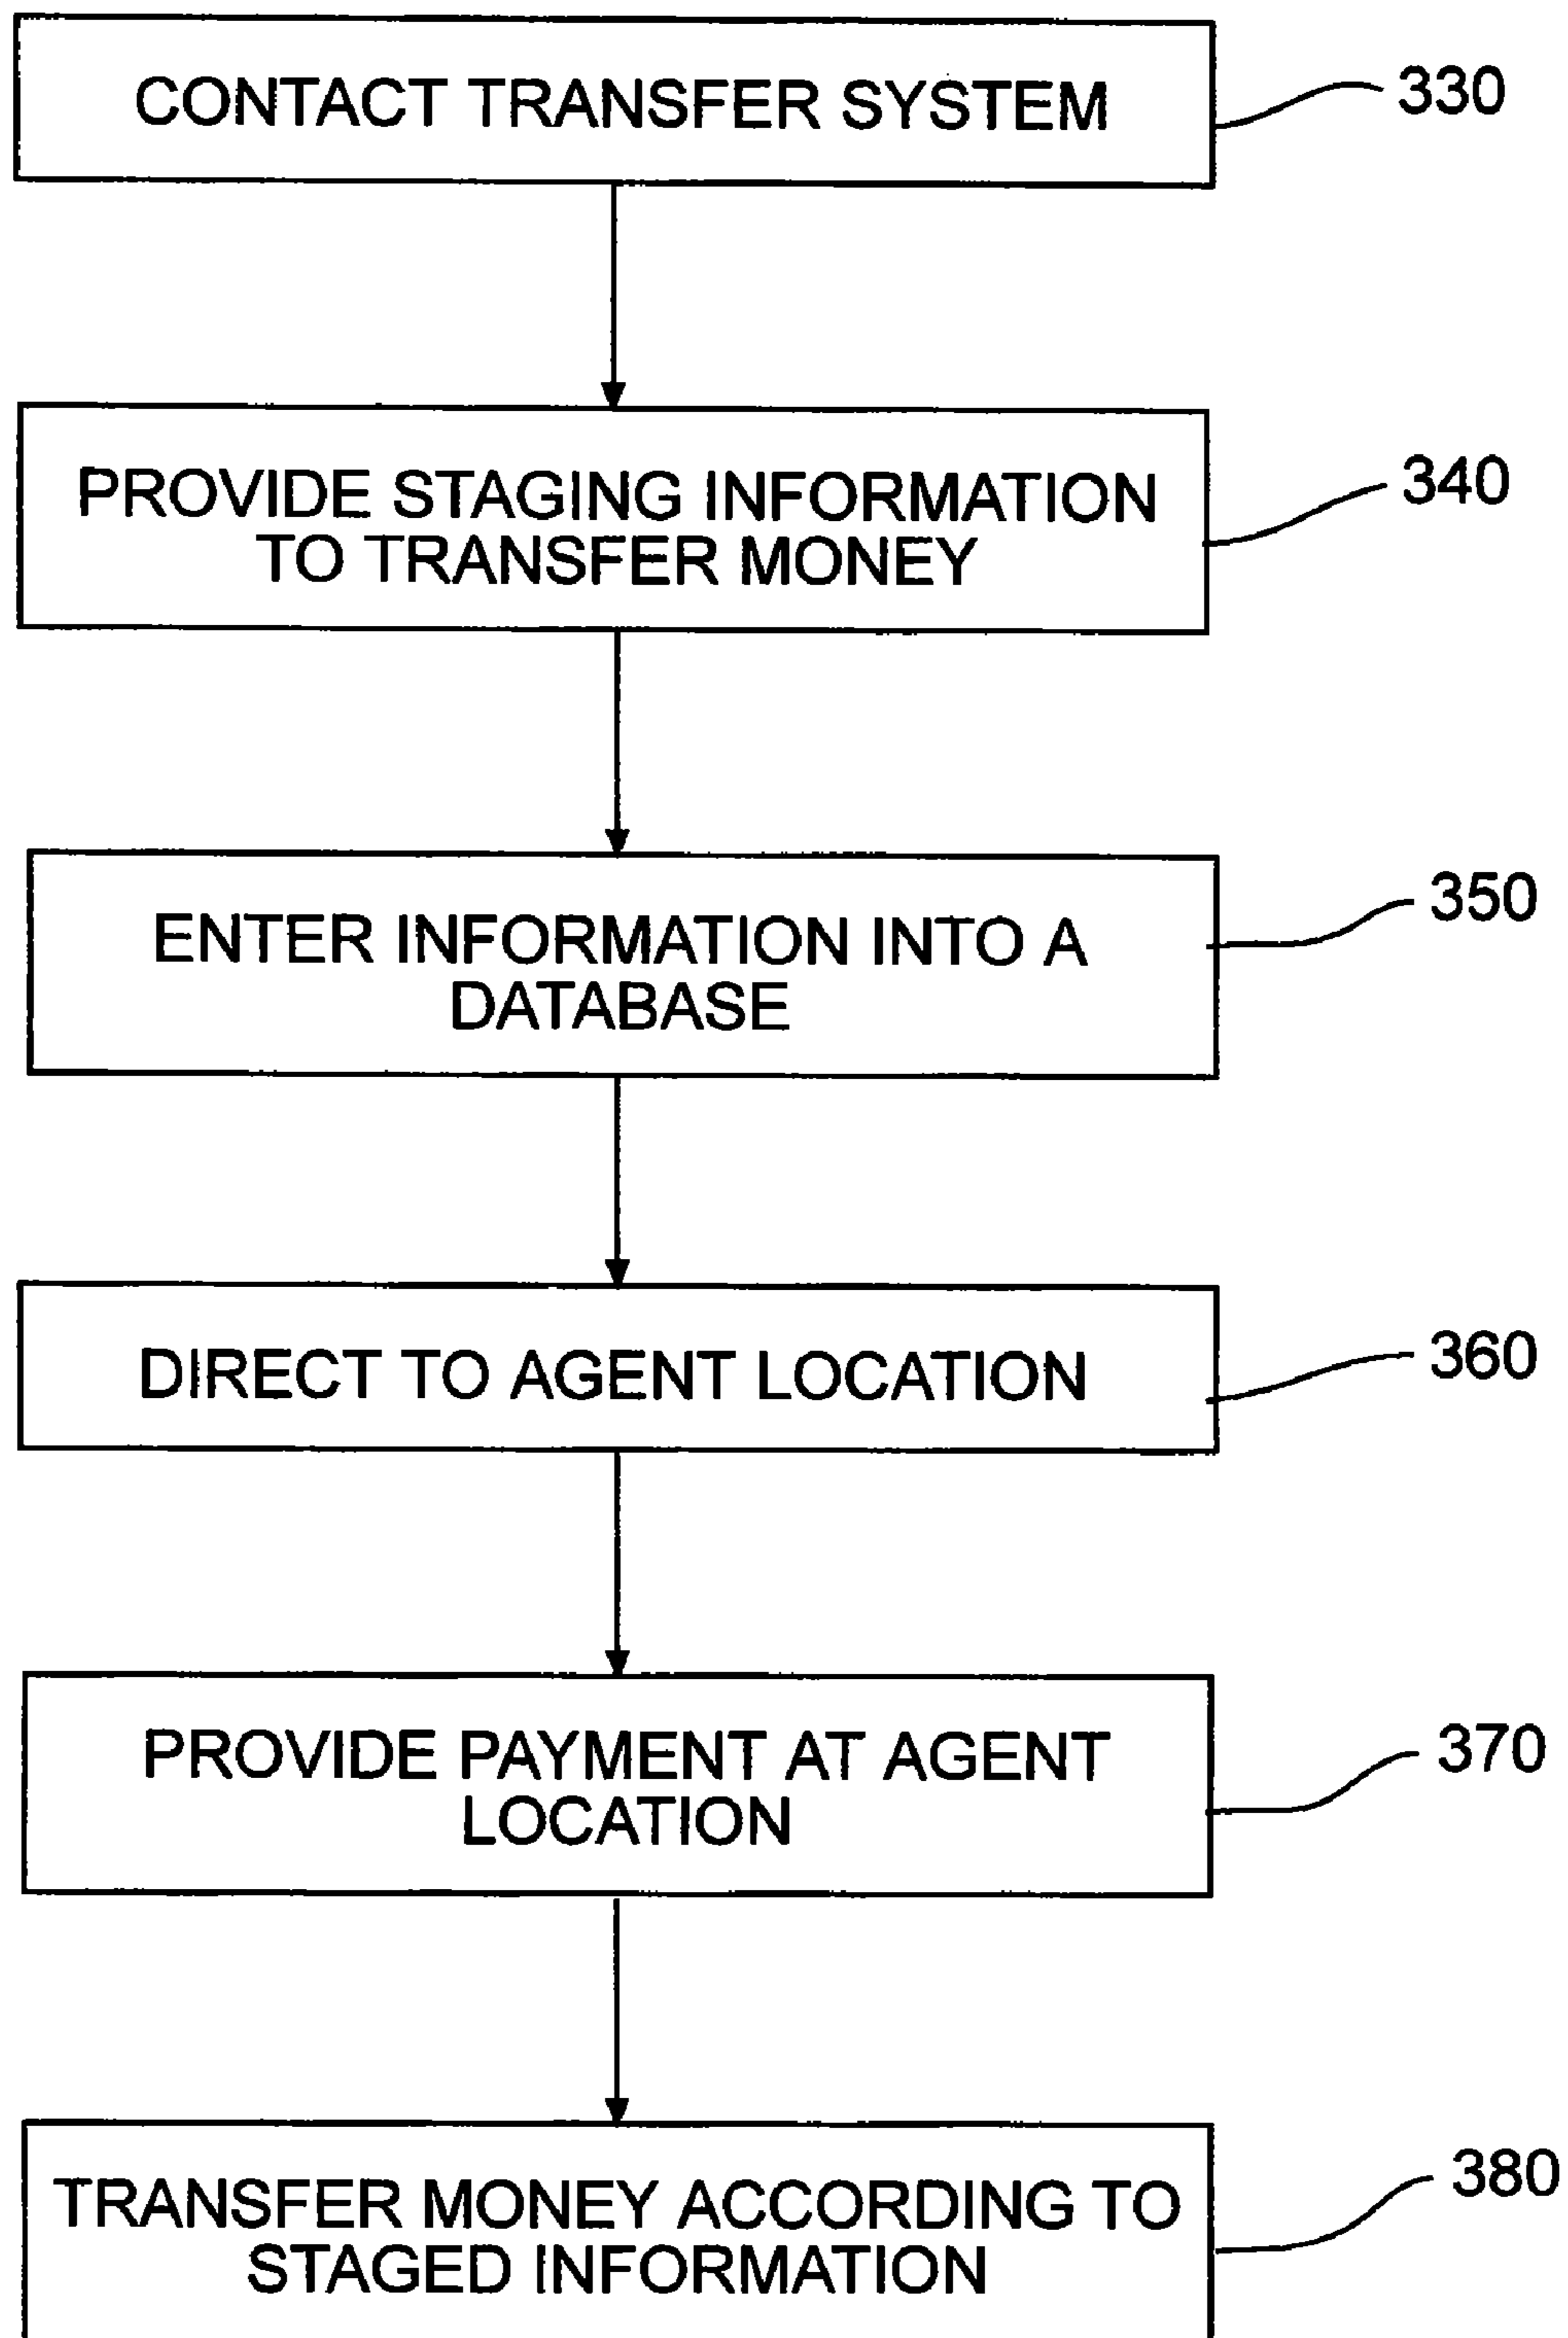 CONTACT TRANSFER SYSTEM
330
PROVIDE STAGING INFORMATION
TO TRANSFER MONEY
340
ENTER INFORMATION INTO A
DATABASE
350
DIRECT TO AGENT LOCATION
360
PROVIDE PAYMENT AT AGENT
LOCATION
370
TRANSFER MONEY ACCORDING TO
STAGED INFORMATION
380